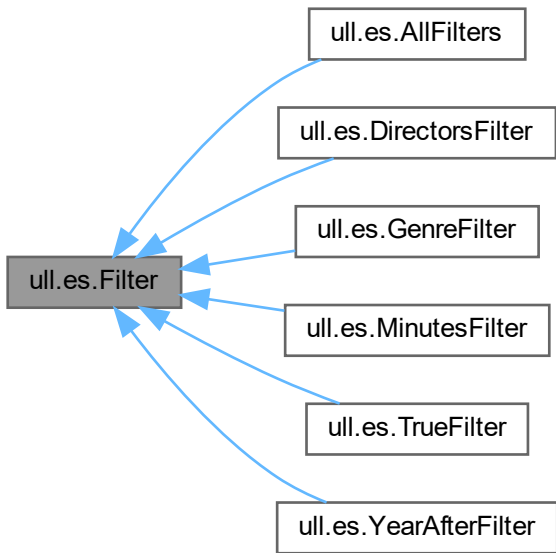 ull.es.AllFilters
ull.es.DirectorsFilter
ull.es.GenreFilter
ull.es.Filter
ull.es.MinutesFilter
ull.es.TrueFilter
ull.es.YearAfterFilter